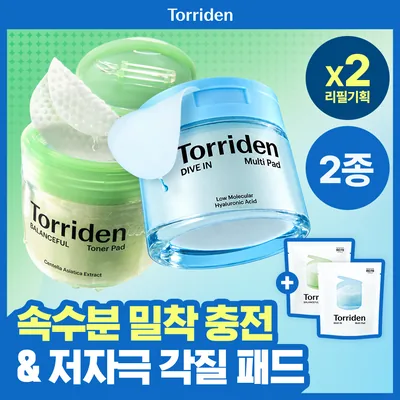 Torriden
x2
리필기획
2종
Torriden
DIVE IN Multi Pad
Low Molecular
Hyaluronic Acid
Torriden
BALANCEFUL Toner Pad
Centella Asiatica Extract
+
Torriden
Torriden
속수분 밀착 충전
& 저자극 각질 패드